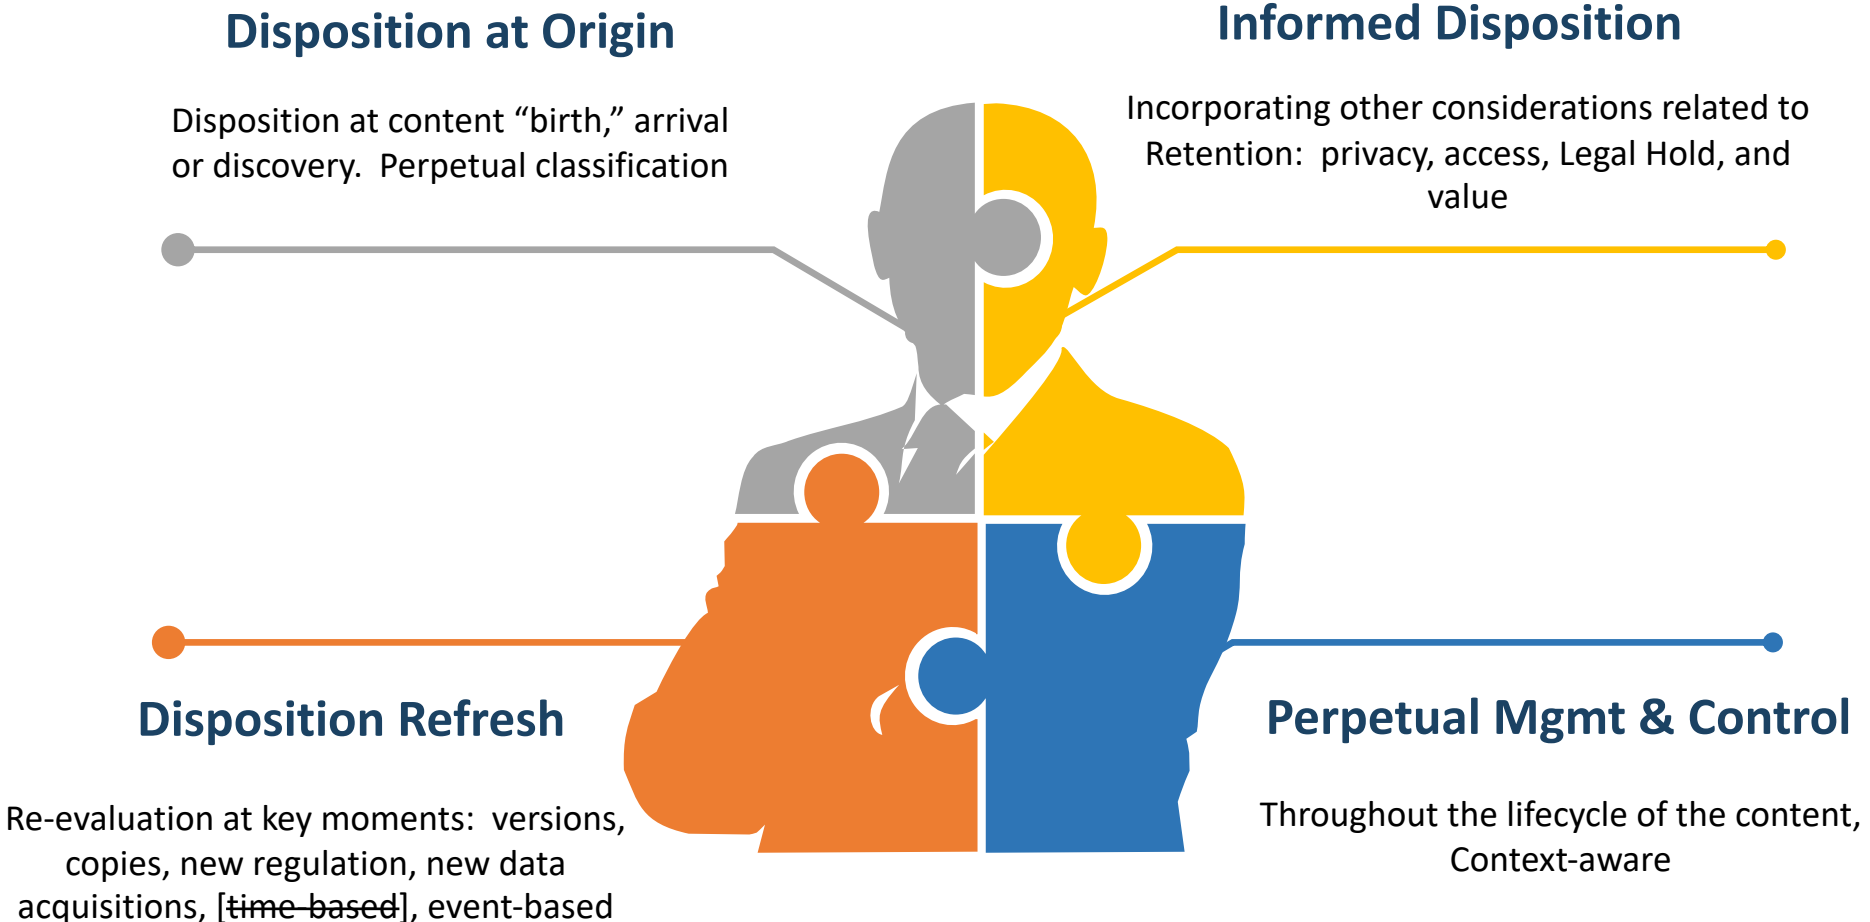 Disposition at Origin
Disposition at content “birth,” arrival
or discovery.  Perpetual classification
Informed Disposition
Incorporating other considerations related to
Retention:  privacy, access, Legal Hold, and
value
Disposition Refresh
Re-evaluation at key moments:  versions,
copies, new regulation, new data
acquisitions, [time-based], event-based
Perpetual Mgmt & Control
Throughout the lifecycle of the content,
Context-aware